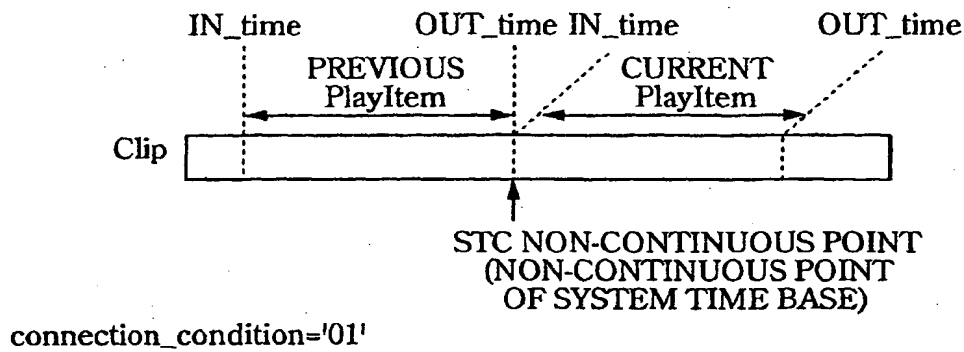 IN_time OUT_time IN_time OUT_time
PREVIOUS
PlayItem
CURRENT
PlayItem
Clip
STC NON-CONTINUOUS POINT
(NON-CONTINUOUS POINT
OF SYSTEM TIME BASE)
connection_condition='01'